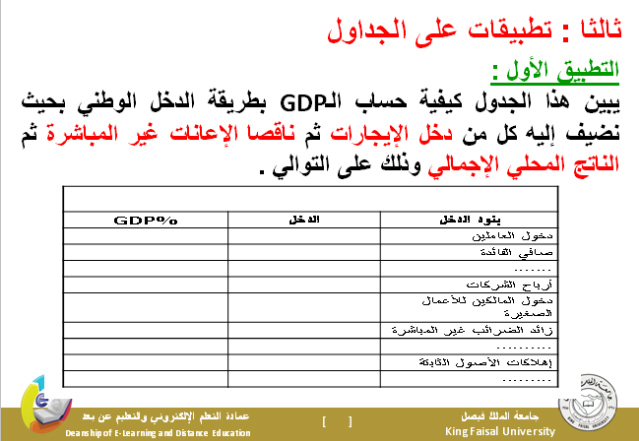 ثالثا : تطبيقات على الجداول
التطبيق الأول :
يبين هذا الجدول كيفية حساب الـGDP بطريقة الدخل الوطني بحيث
نضيف إليه كل من دخل الإيجارات ثم ناقصا الإعانات غير المباشرة ثم
الناتج المحلي الإجمالي وذلك على التوالي .
بنود الدخل الدخل GDP%
دخول العاملين
صافي الفائدة
.......
أرباح الشركات
دخول المالكين للأعمال
الصغيرة
زائد الضرائب غير المباشرة
..........
إهلاكات الأصول الثابتة
.........
جامعة الملك فيصل [ ] عمادة التعلم الإلكتروني والتعليم عن بعد
King Faisal University Deanship of E-Learning and Distance Education